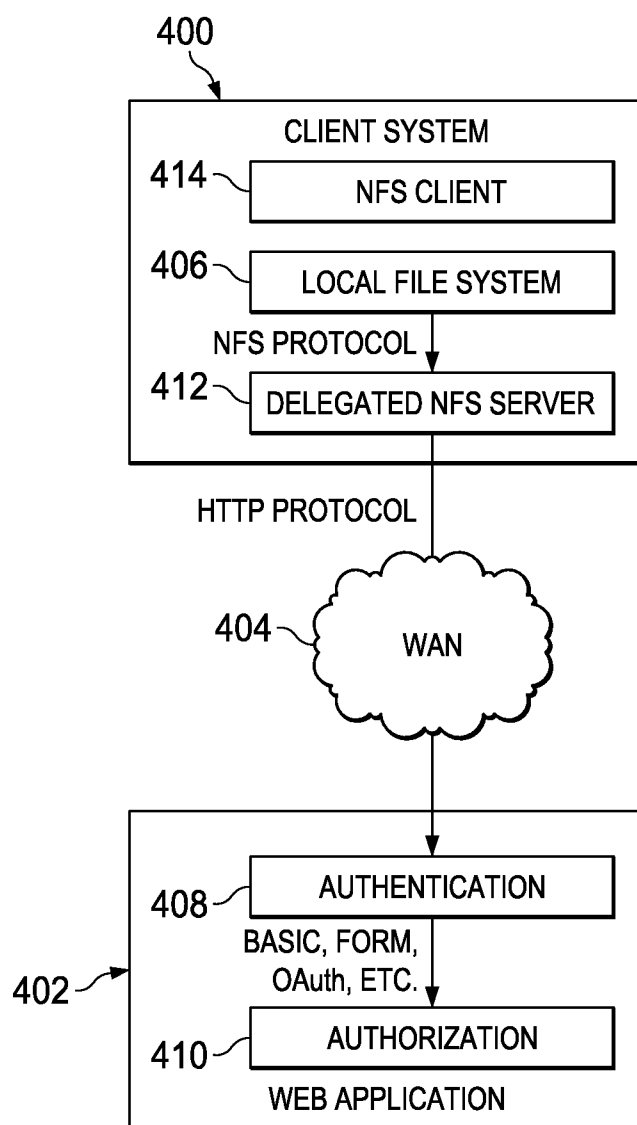 400
CLIENT SYSTEM
414
NFS CLIENT
406
LOCAL FILE SYSTEM
NFS PROTOCOL
412
DELEGATED NFS SERVER
HTTP PROTOCOL
404
WAN
408
AUTHENTICATION
BASIC, FORM,
OAuth, ETC.
402
410
AUTHORIZATION
WEB APPLICATION